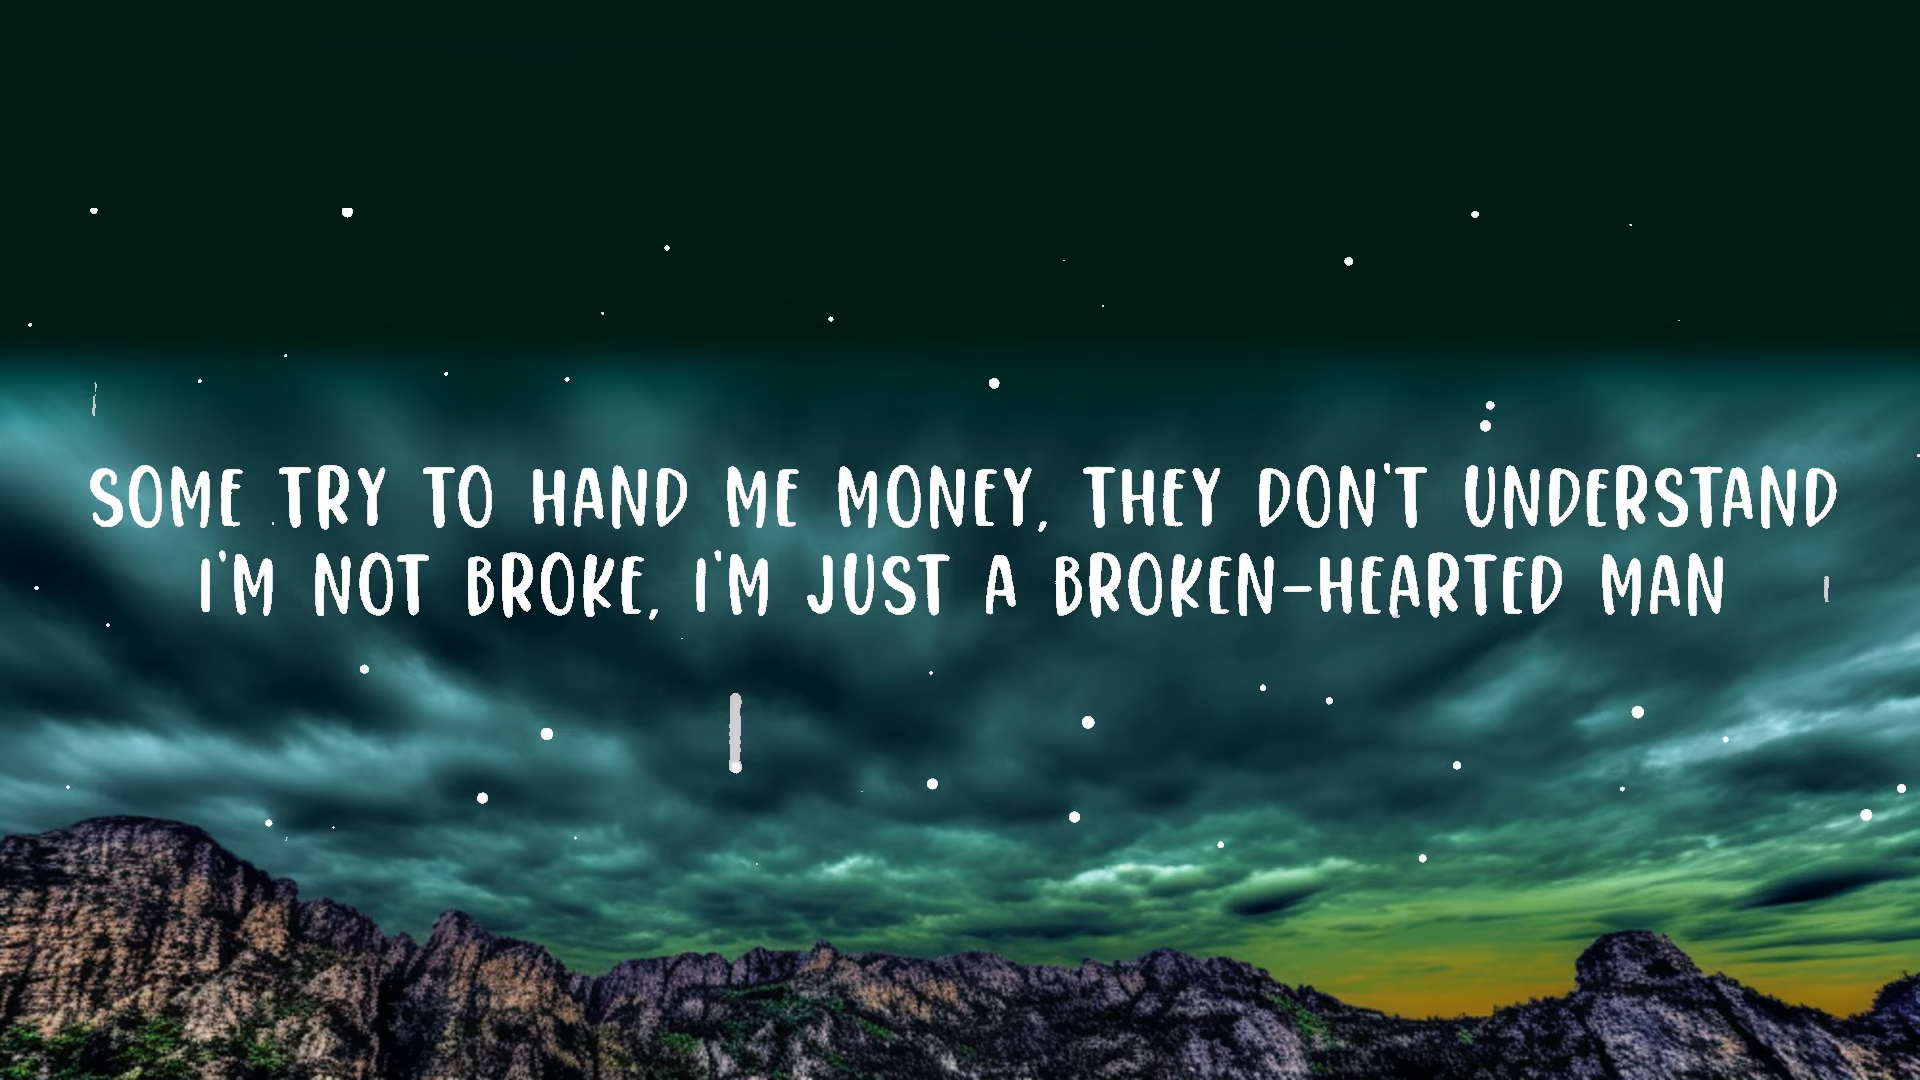 SOME TRY TO HAND ME MONEY, THEY DON'T UNDERSTAND
I'M NOT BROKE, I'M JUST A BROKEN-HEARTED MAN